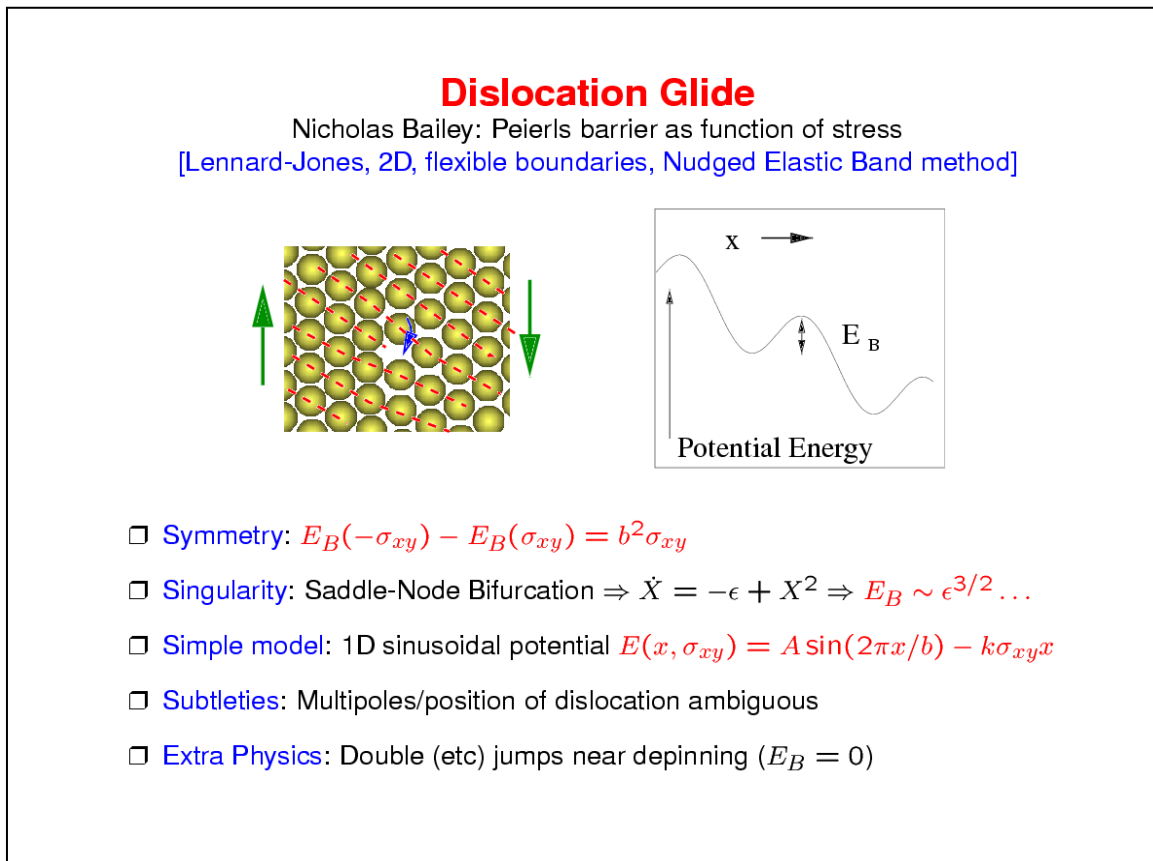 Dislocation Glide
Nicholas Bailey: Peierls barrier as function of stress
[Lennard-Jones, 2D, flexible boundaries, Nudged Elastic Band method]
x
E B
Potential Energy
❒ Symmetry: E_B(−σ_xy) − E_B(σ_xy) = b²σ_xy
❒ Singularity: Saddle-Node Bifurcation ⇒ Ẋ = −ϵ + X² ⇒ E_B ∼ ϵ^{3/2} …
❒ Simple model: 1D sinusoidal potential E(x, σ_xy) = A sin(2πx/b) − kσ_xy x
❒ Subtleties: Multipoles/position of dislocation ambiguous
❒ Extra Physics: Double (etc) jumps near depinning (E_B = 0)